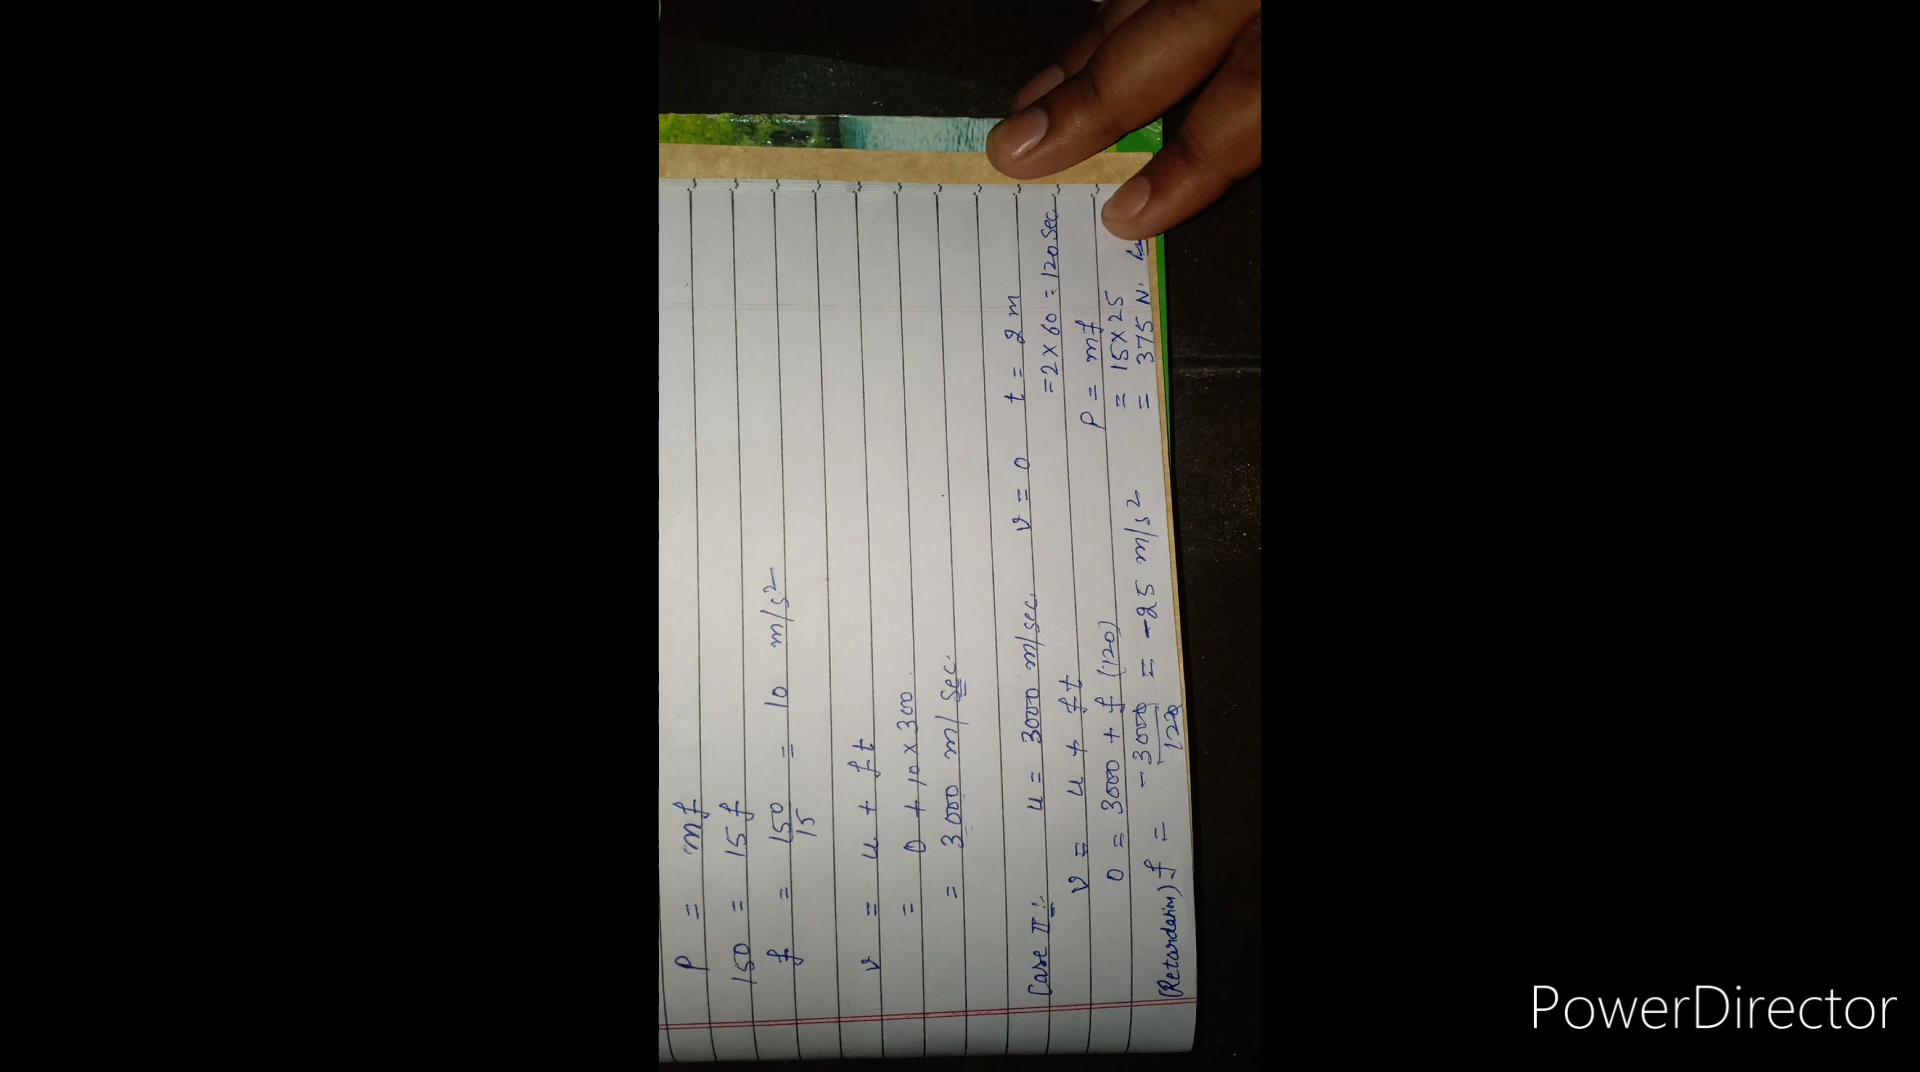 P = mf
150 = 15 f
f = 150/15 = 10 m/s²
v = u + ft
= 0 + 10 × 300
= 3000 m/sec.
Case II :- u = 3000 m/sec. v = 0 t = 2 m
= 2 × 60 = 120 sec
v = u + ft
0 = 3000 + f (120)
(Retardation) f = -3000/120 = -25 m/s²
P = mf
= 15 × 25
= 375 N.
PowerDirector